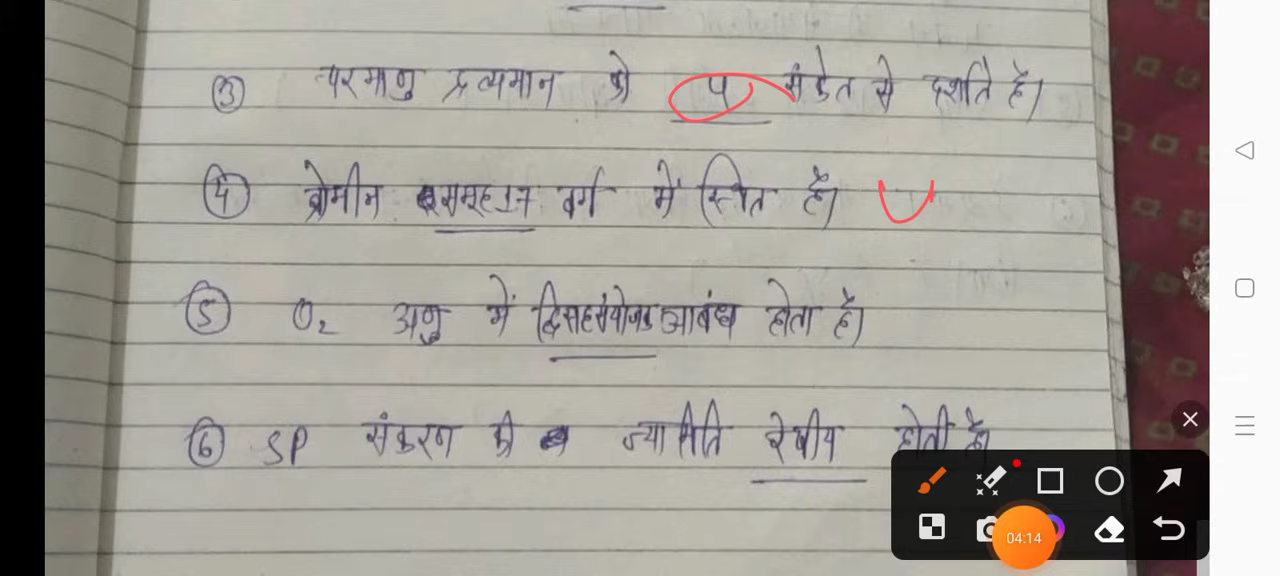 ③ परमाणु द्रव्यमान को u संकेत से दर्शाते है।
④ ब्रोमीन समूह 17 वर्ग में स्थित है।
⑤ O₂ अणु में द्विसहसंयोजक आबंध होता है।
⑥ SP संकरण की ज्यामिति रेखीय होती है।
04:14